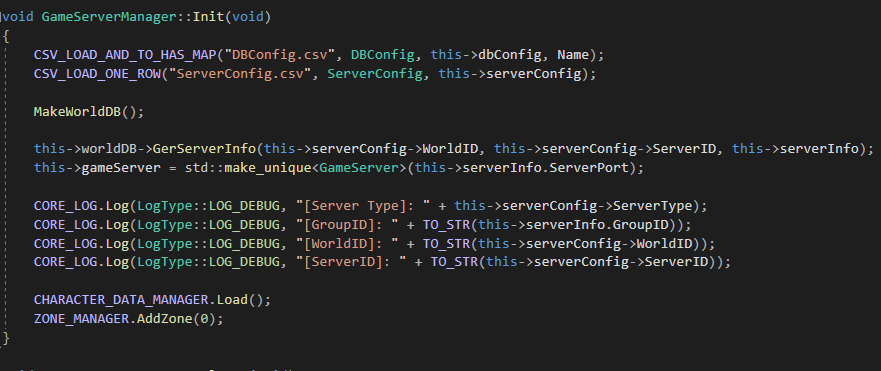 void GameServerManager::Init(void)
{
CSV_LOAD_AND_TO_HAS_MAP("DBConfig.csv", DBConfig, this->dbConfig, Name);
CSV_LOAD_ONE_ROW("ServerConfig.csv", ServerConfig, this->serverConfig);
MakeWorldDB();
this->worldDB->GerServerInfo(this->serverConfig->WorldID, this->serverConfig->ServerID, this->serverInfo);
this->gameServer = std::make_unique<GameServer>(this->serverInfo.ServerPort);
CORE_LOG.Log(LogType::LOG_DEBUG, "[Server Type]: " + this->serverConfig->ServerType);
CORE_LOG.Log(LogType::LOG_DEBUG, "[GroupID]: " + TO_STR(this->serverInfo.GroupID));
CORE_LOG.Log(LogType::LOG_DEBUG, "[WorldID]: " + TO_STR(this->serverConfig->WorldID));
CORE_LOG.Log(LogType::LOG_DEBUG, "[ServerID]: " + TO_STR(this->serverConfig->ServerID));
CHARACTER_DATA_MANAGER.Load();
ZONE_MANAGER.AddZone(0);
}